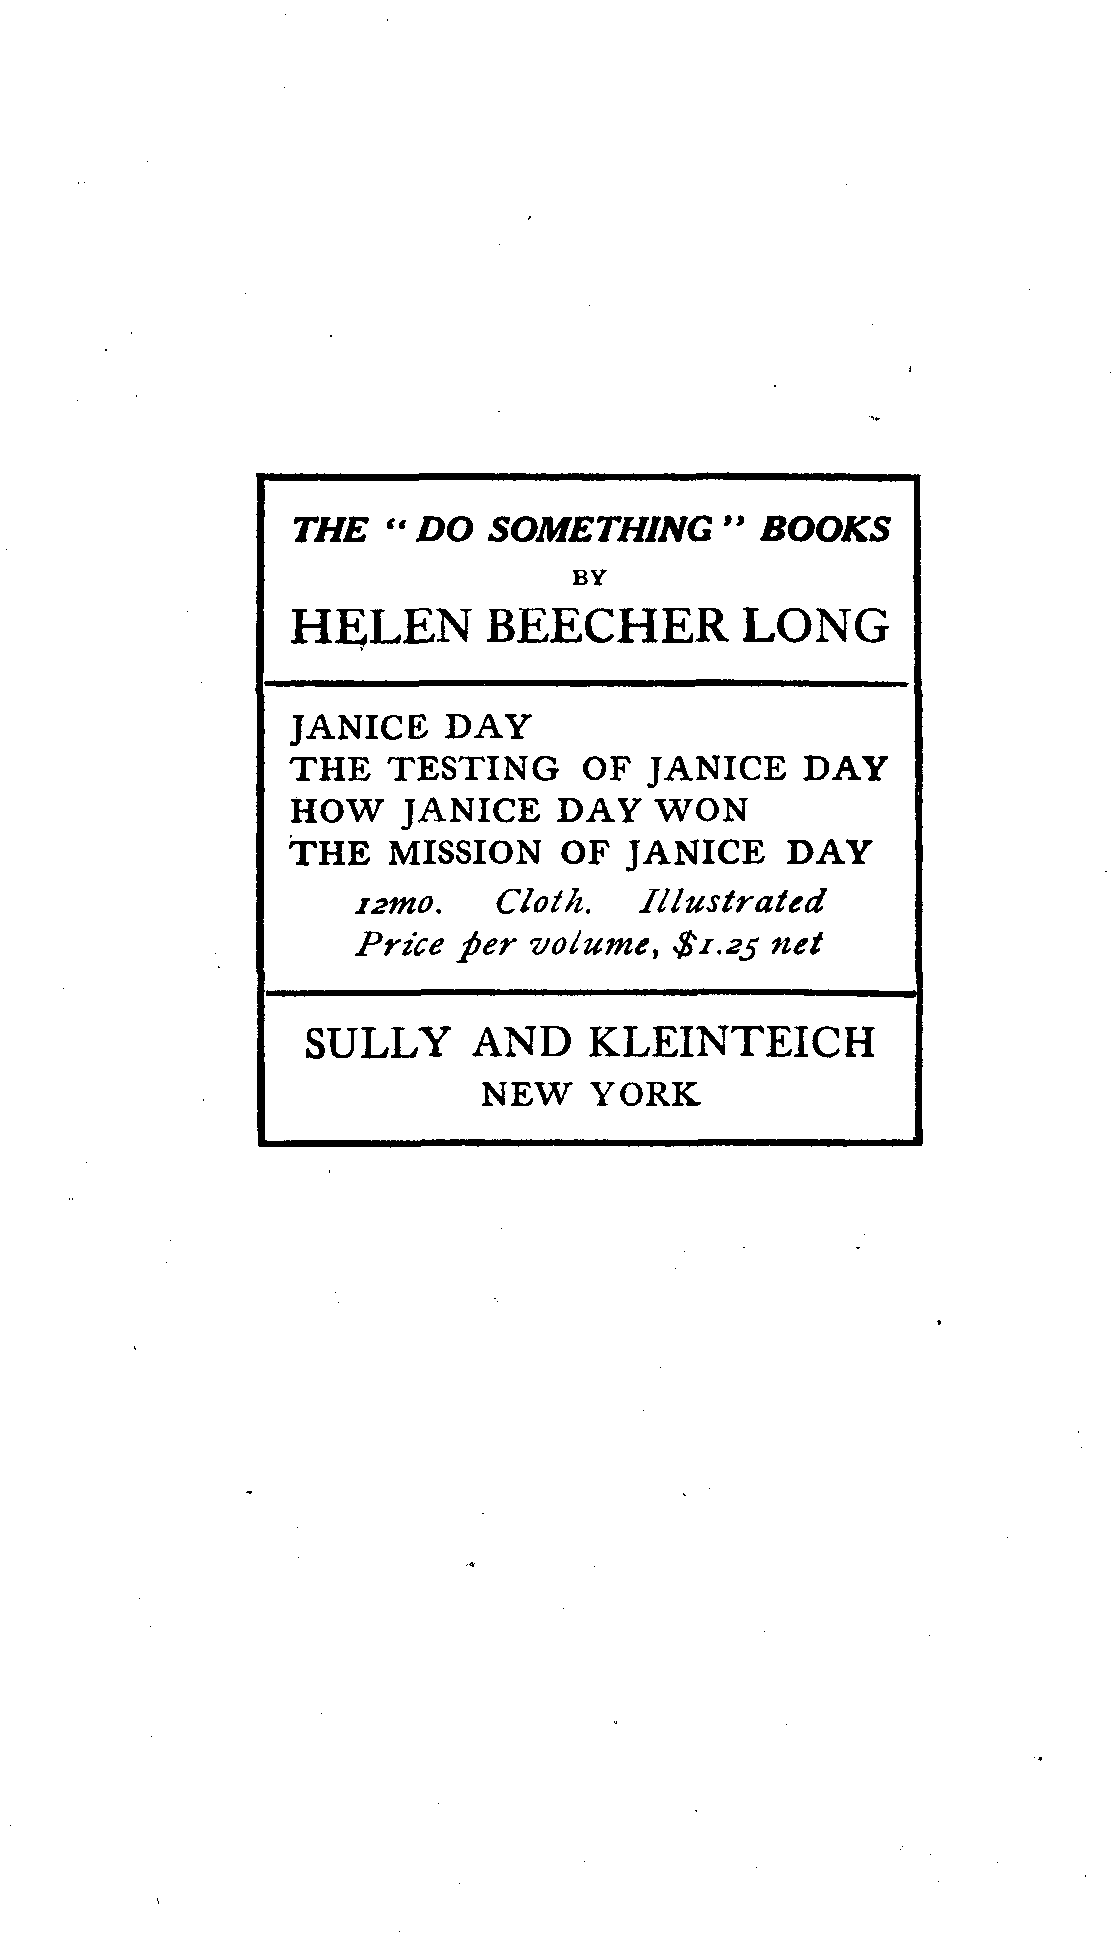 THE " DO SOMETHING " BOOKS
BY
HELEN BEECHER LONG
JANICE DAY
THE TESTING OF JANICE DAY
HOW JANICE DAY WON
THE MISSION OF JANICE DAY
12mo. Cloth. Illustrated
Price per volume, $1.25 net
SULLY AND KLEINTEICH
NEW YORK